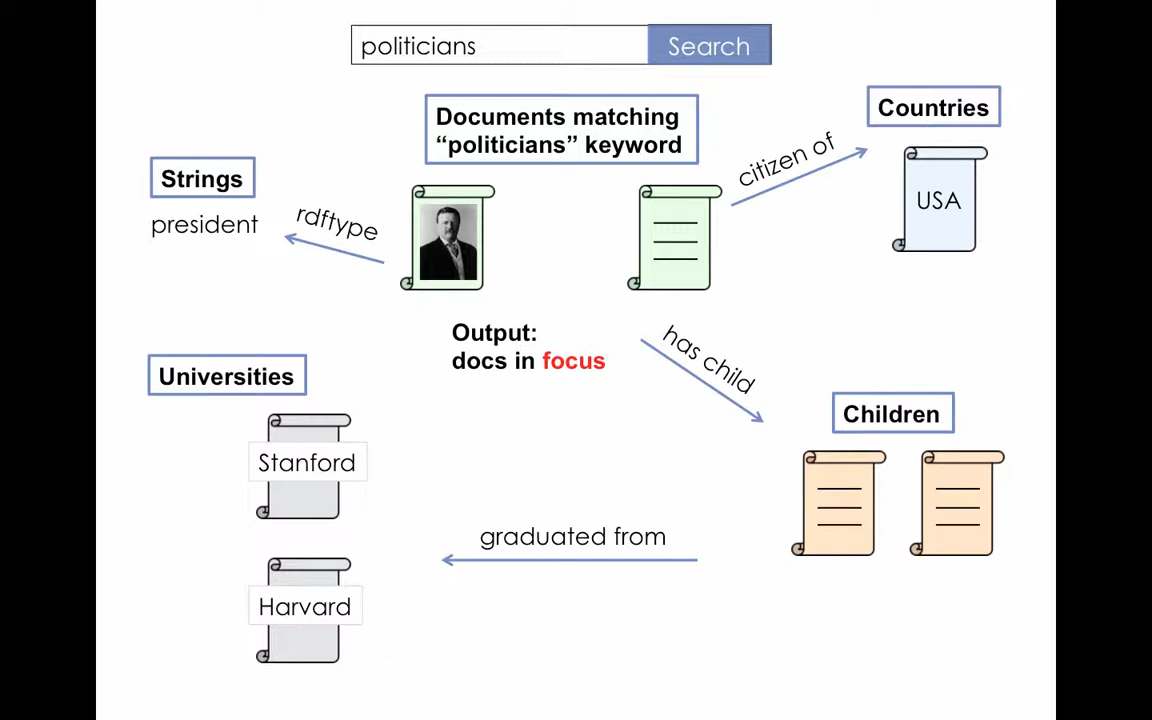 politicians
Search
Documents matching
“politicians” keyword
Countries
citizen of
USA
Strings
president
rdftype
Output:
docs in focus
has child
Universities
Stanford
Harvard
Children
graduated from